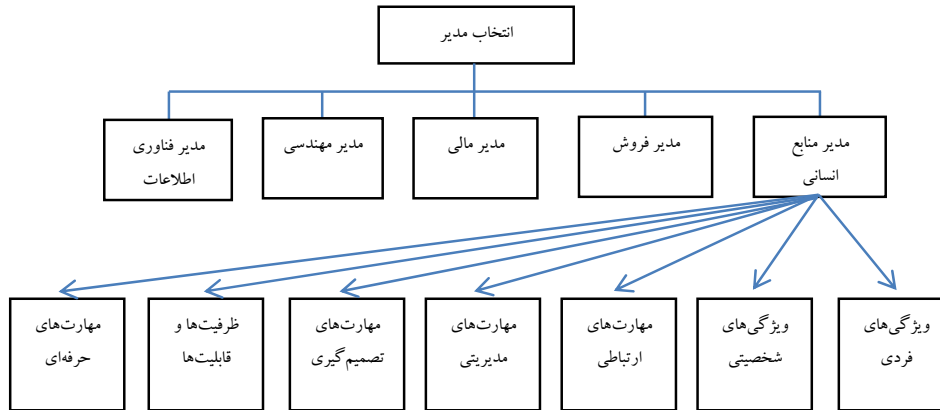 انتخاب مدیر
مدیر منابع
انسانی
مدیر فروش
مدیر مالی
مدیر مهندسی
مدیر فناوری
اطلاعات
ویژگی‌های
فردی
ویژگی‌های
شخصیتی
مهارت‌های
ارتباطی
مهارت‌های
مدیریتی
مهارت‌های
تصمیم‌گیری
ظرفیت‌ها و
قابلیت‌ها
مهارت‌های
حرفه‌ای